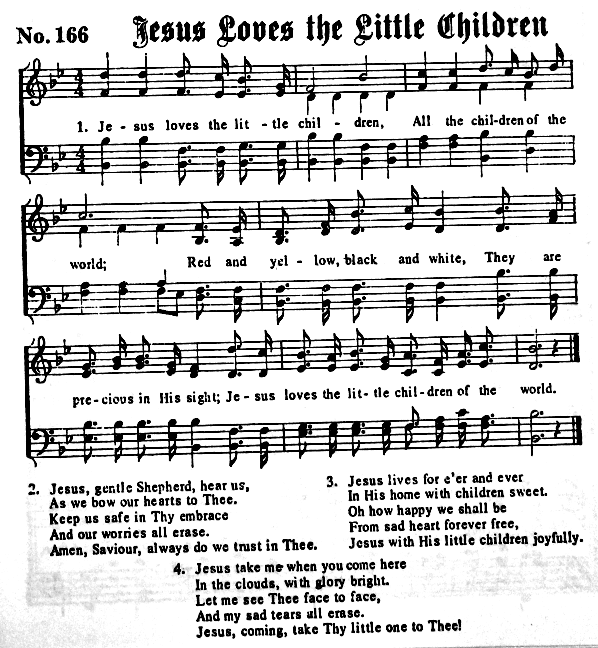 No. 166 Jesus Loves the Little Children
1. Je - sus loves the lit - tle chil - dren, All the chil-dren of the
world; Red and yel - low, black and white, They are
pre-cious in His sight; Je - sus loves the lit-tle chil-dren of the world.
2. Jesus, gentle Shepherd, hear us,
As we bow our hearts to Thee.
Keep us safe in Thy embrace
And our worries all erase.
Amen, Saviour, always do we trust in Thee.
3. Jesus lives for e'er and ever
In His home with children sweet.
Oh how happy we shall be
From sad heart forever free,
Jesus with His little children joyfully.
4. Jesus take me when you come here
In the clouds, with glory bright.
Let me see Thee face to face,
And my sad tears all erase.
Jesus, coming, take Thy little one to Thee!